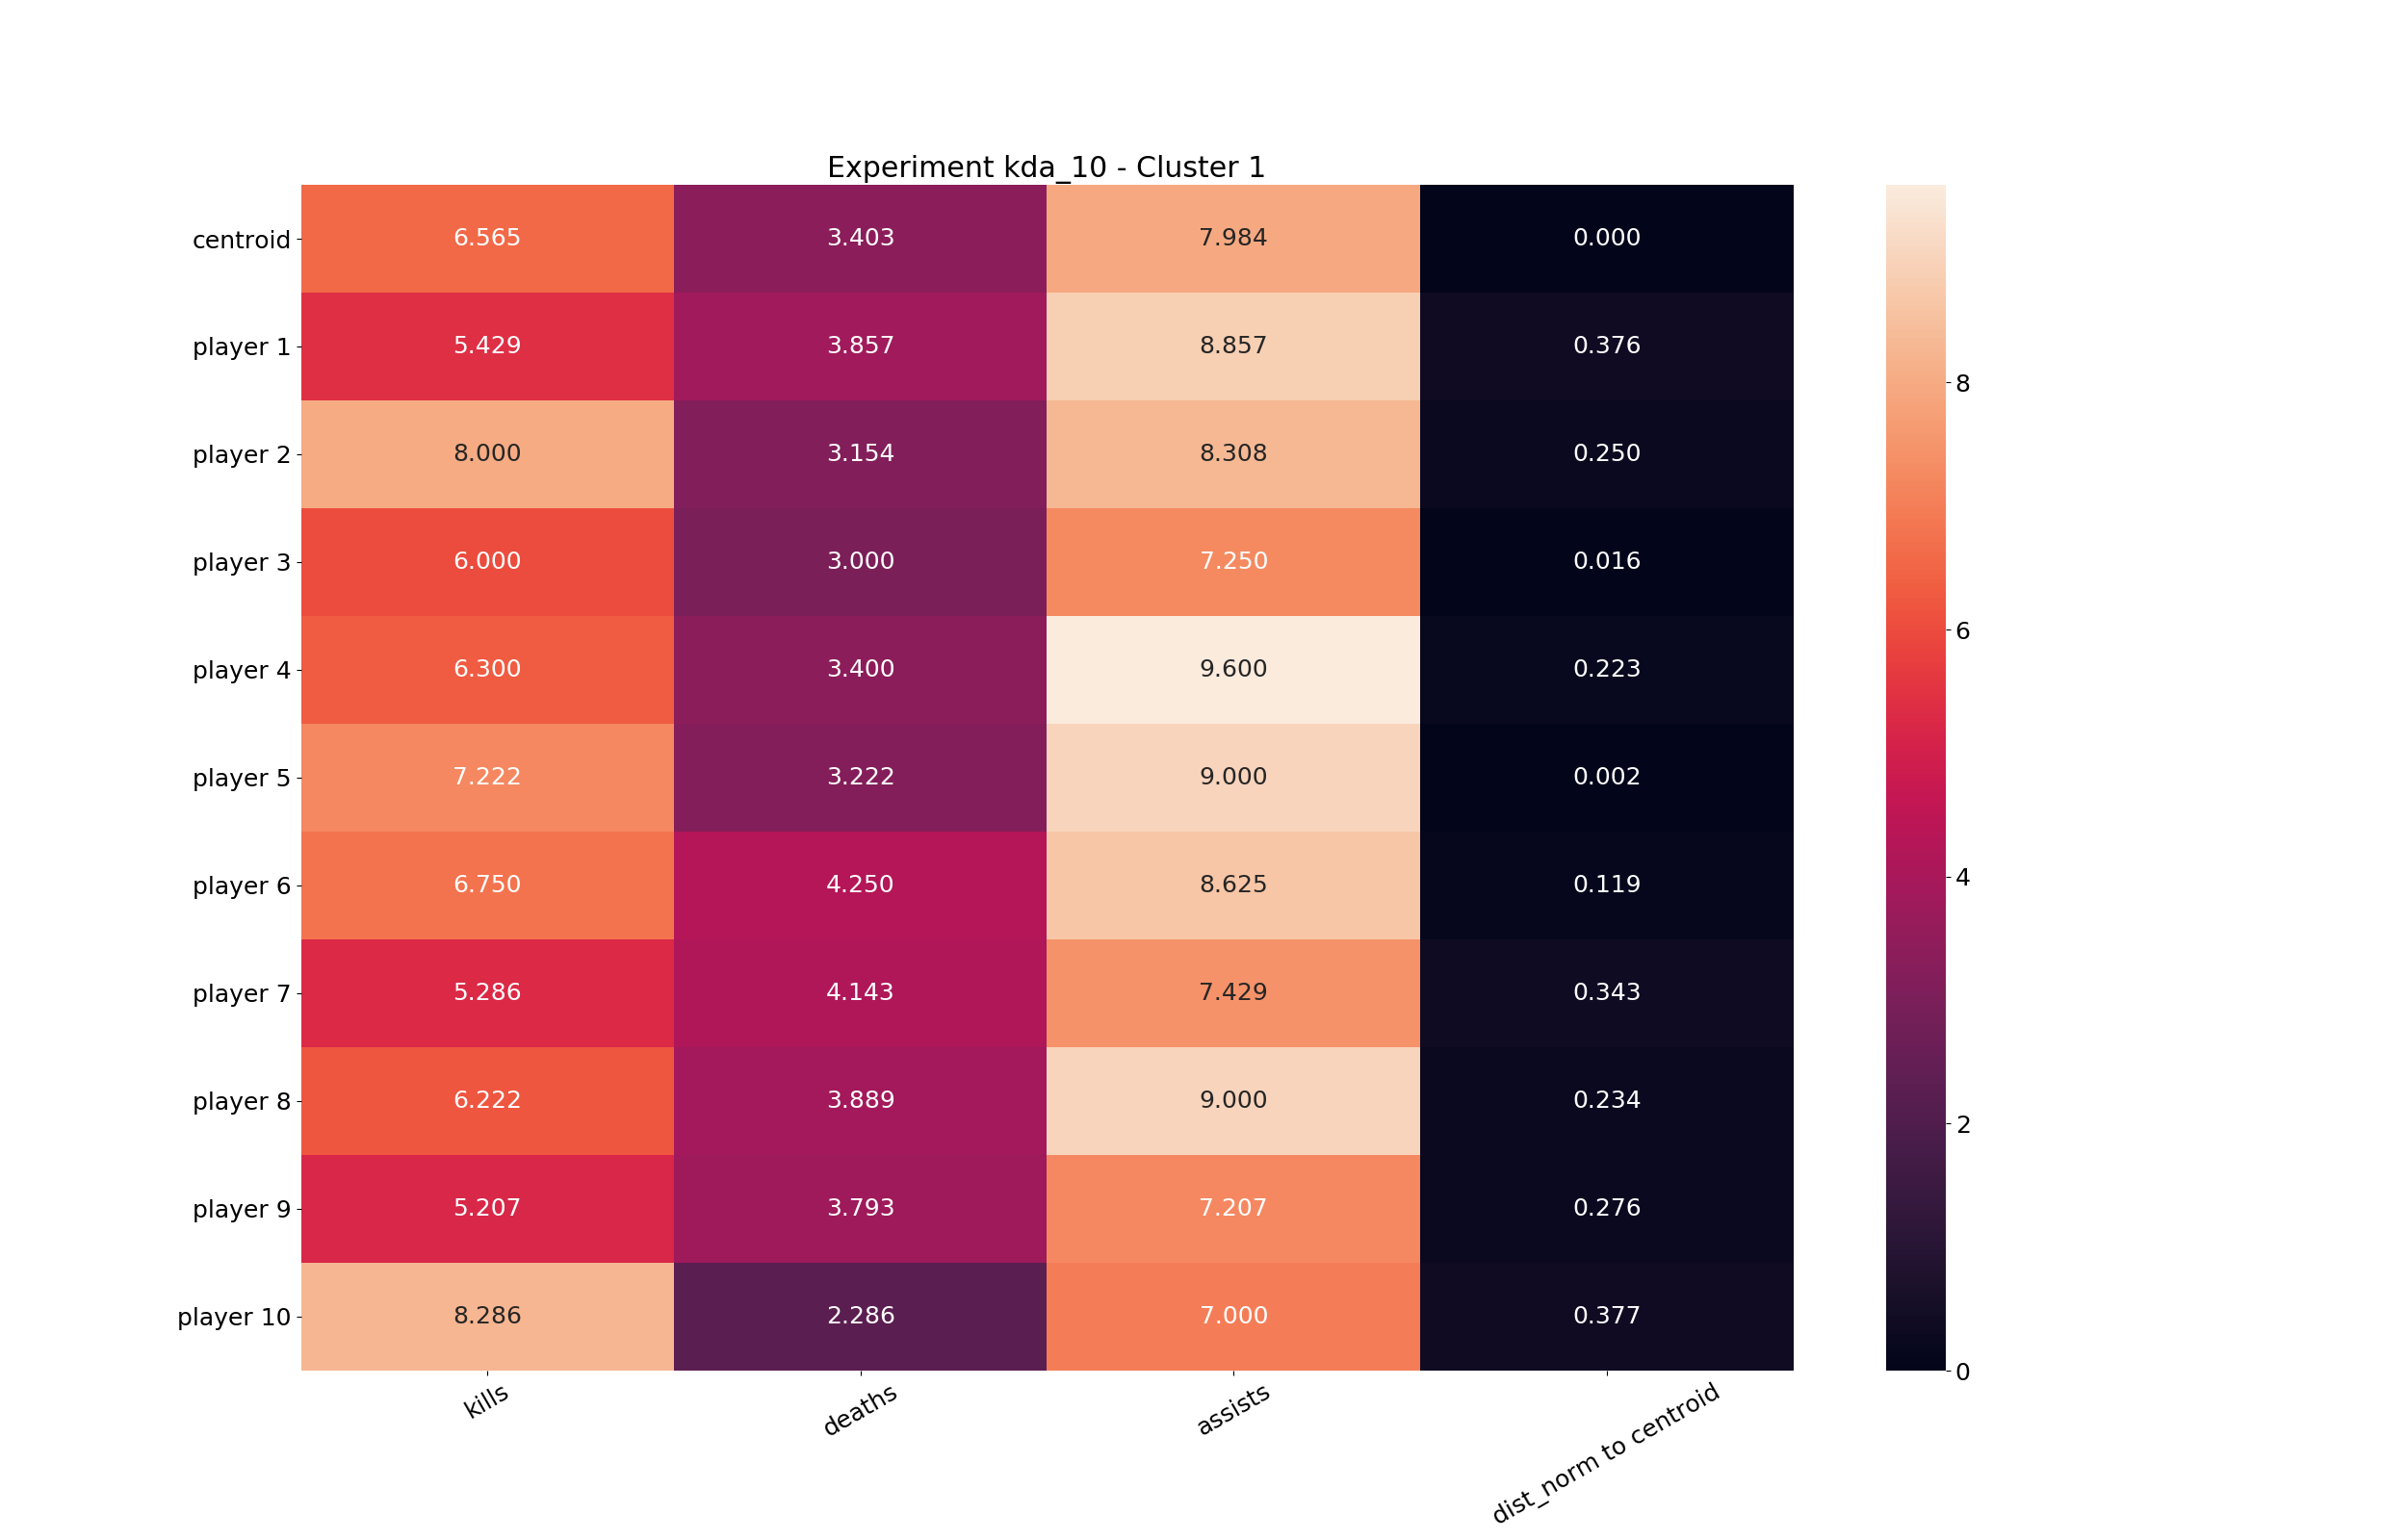 Experiment kda_10 - Cluster 1
centroid 6.565 3.403 7.984 0.000
player 1 5.429 3.857 8.857 0.376
player 2 8.000 3.154 8.308 0.250
player 3 6.000 3.000 7.250 0.016
player 4 6.300 3.400 9.600 0.223
player 5 7.222 3.222 9.000 0.002
player 6 6.750 4.250 8.625 0.119
player 7 5.286 4.143 7.429 0.343
player 8 6.222 3.889 9.000 0.234
player 9 5.207 3.793 7.207 0.276
player 10 8.286 2.286 7.000 0.377
kills deaths assists dist_norm to centroid
8
6
4
2
0